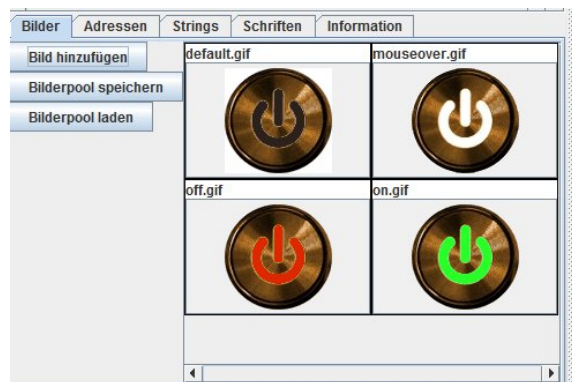 Bilder Adressen Strings Schriften Information
Bild hinzufügen
Bilderpool speichern
Bilderpool laden
default.gif mouseover.gif
off.gif on.gif